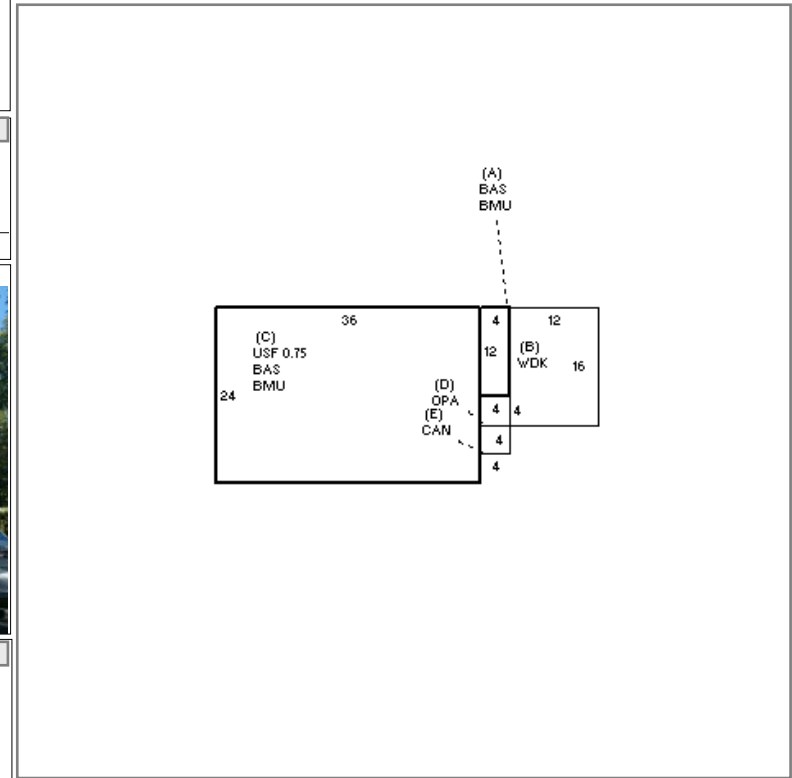 (A)
BAS
BMU
36
4
12
(C)
USF 0.75
BAS
BMU
12
(B)
WDK
16
24
(D)
OPA
4
4
(E)
CAN
4
4